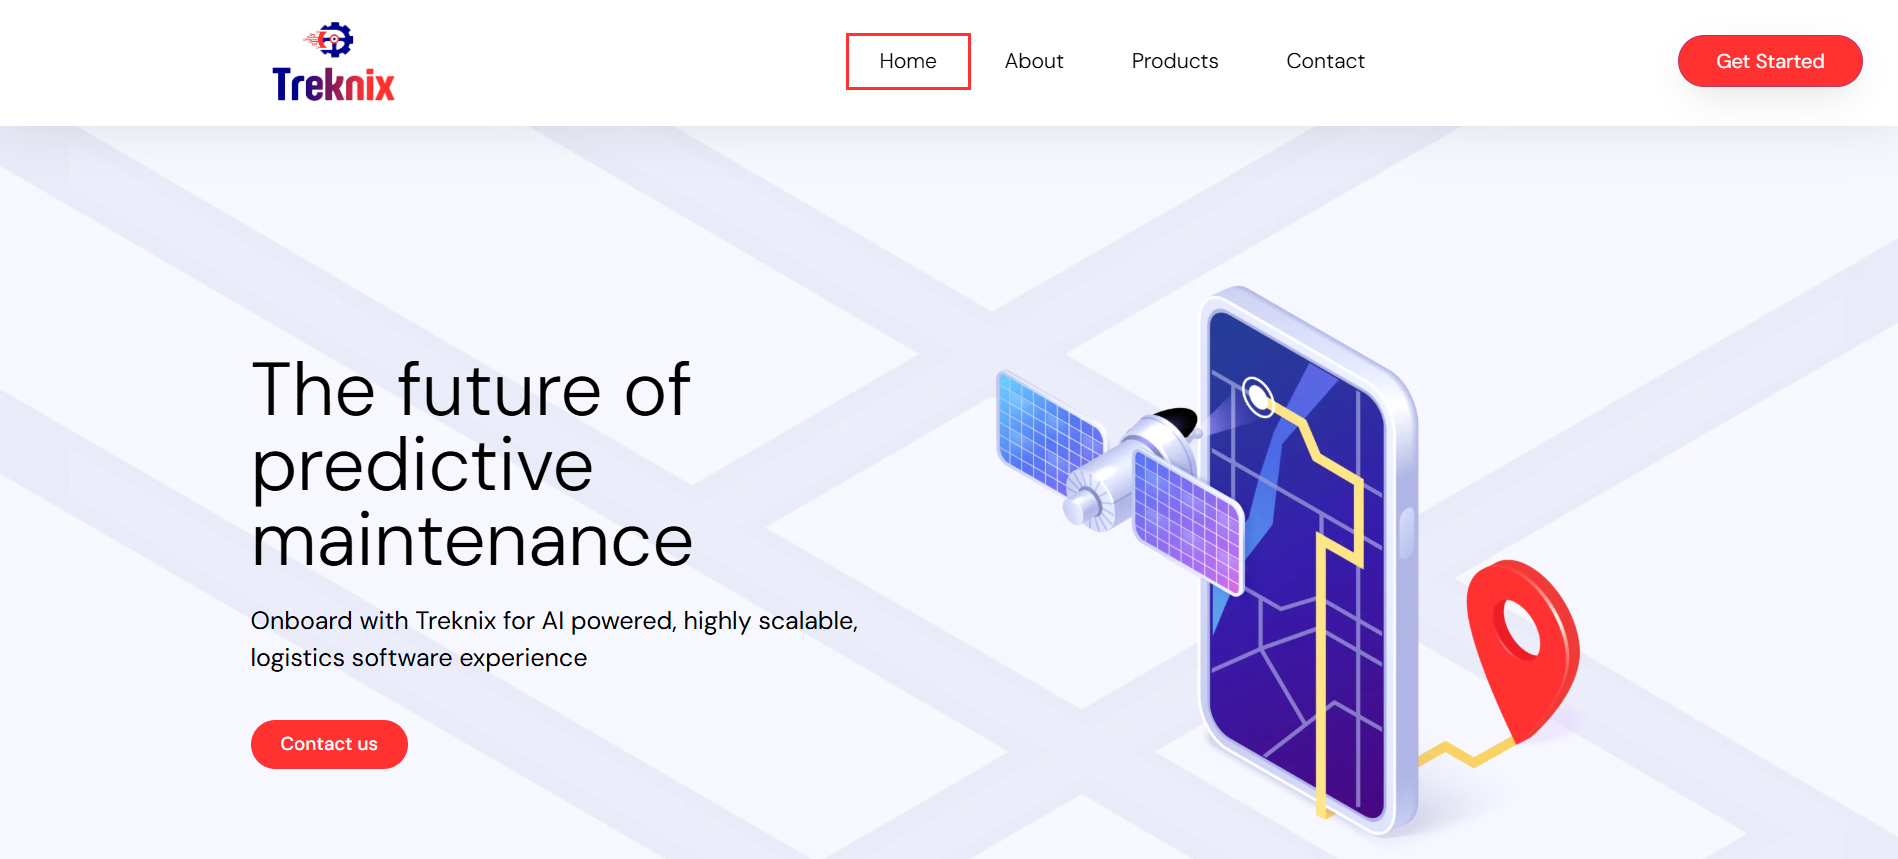 Treknix
Home
About
Products
Contact
Get Started
The future of
predictive
maintenance
Onboard with Treknix for AI powered, highly scalable,
logistics software experience
Contact us